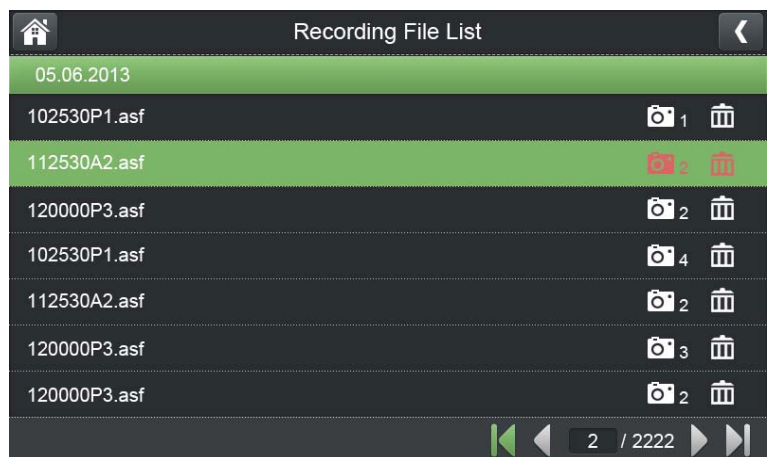 Recording File List
05.06.2013
102530P1.asf 1
112530A2.asf 2
120000P3.asf 2
102530P1.asf 4
112530A2.asf 2
120000P3.asf 3
120000P3.asf 2
2 / 2222